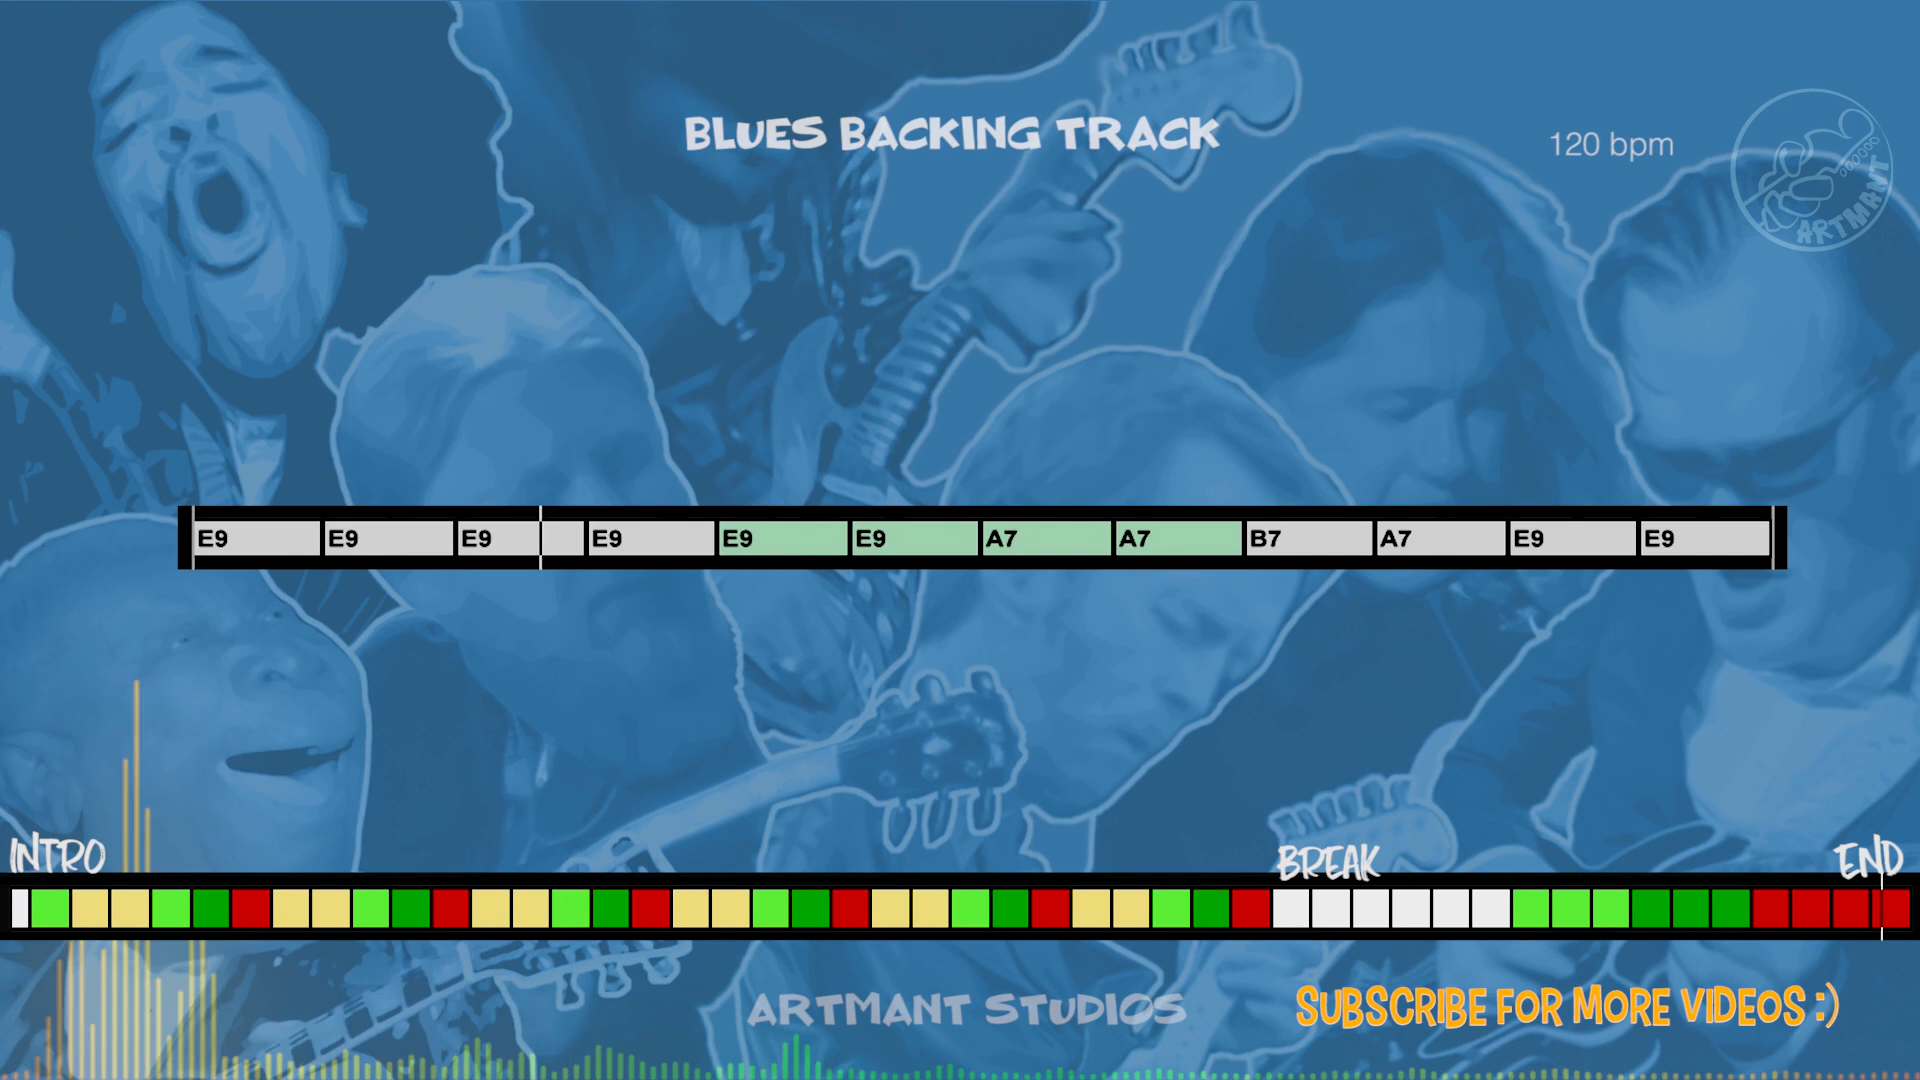 BLUES BACKING TRACK
120 bpm
ARTMANT
E9 E9 E9 E9 E9 E9 A7 A7 B7 A7 E9 E9
INTRO
BREAK
END
ARTMANT STUDIOS
SUBSCRIBE FOR MORE VIDEOS :)